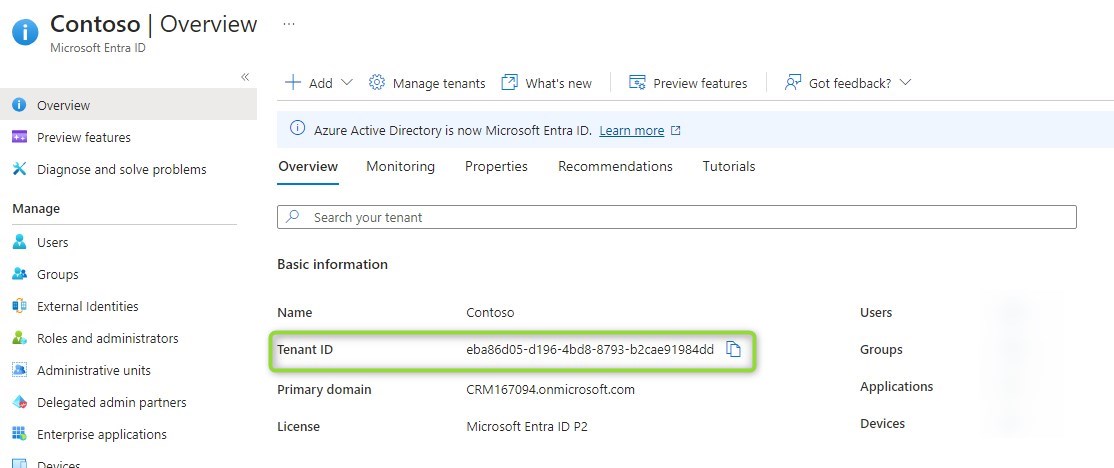 Contoso | Overview ...
Microsoft Entra ID
«
Overview
Preview features
Diagnose and solve problems
Manage
Users
Groups
External Identities
Roles and administrators
Administrative units
Delegated admin partners
Enterprise applications
Devices
Add
Manage tenants
What's new
Preview features
Got feedback?
Azure Active Directory is now Microsoft Entra ID. Learn more
Overview Monitoring Properties Recommendations Tutorials
Search your tenant
Basic information
Name Contoso
Tenant ID eba86d05-d196-4bd8-8793-b2cae91984dd
Primary domain CRM167094.onmicrosoft.com
License Microsoft Entra ID P2
Users
Groups
Applications
Devices